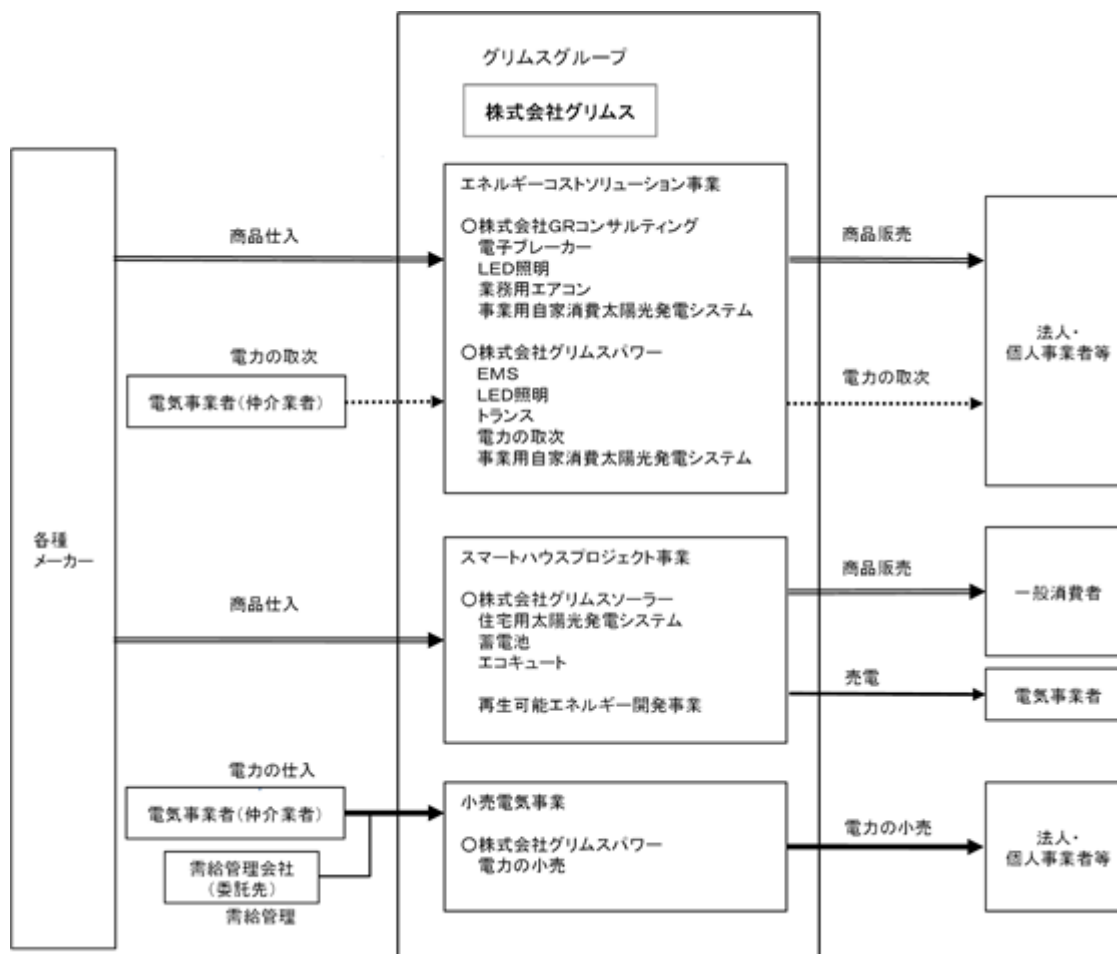 グリムスグループ
株式会社グリムス
各種
メーカー
商品仕入
エネルギーコストソリューション事業
〇株式会社GRコンサルティング
電子ブレーカー
LED照明
業務用エアコン
事業用自家消費太陽光発電システム
〇株式会社グリムスパワー
EMS
LED照明
トランス
電力の取次
事業用自家消費太陽光発電システム
商品販売
電力の取次
電気事業者(仲介業者)
電力の取次
法人・
個人事業者等
商品仕入
スマートハウスプロジェクト事業
〇株式会社グリムスソーラー
住宅用太陽光発電システム
蓄電池
エコキュート
再生可能エネルギー開発事業
商品販売
一般消費者
売電
電気事業者
電力の仕入
電気事業者(仲介業者)
需給管理会社
(委託先)
需給管理
小売電気事業
〇株式会社グリムスパワー
電力の小売
電力の小売
法人・
個人事業者等